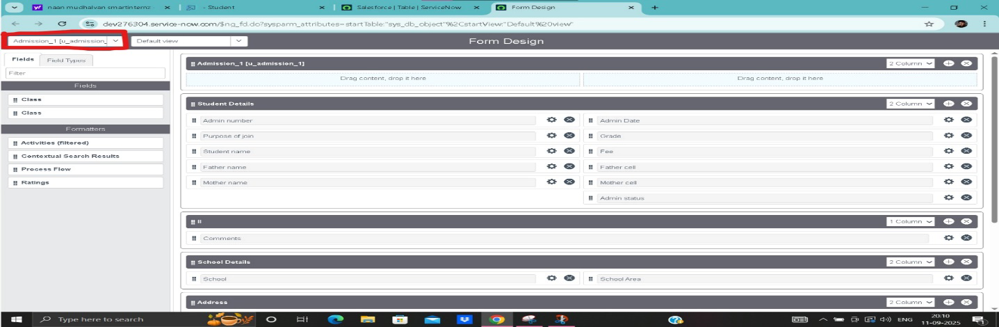 naan mudhalvan smartinternz
- Student
Salesforce | Table | ServiceNow
Form Design
dev276304.service-now.com/$ng_fd.do?sysparm_attributes=startTable:"sys_db_object"%2CstartView:"Default%20view"
Admission_1 [u_admission_
Default view
Form Design
Fields
Field Types
Filter
Fields
Class
Class
Formatters
Activities (filtered)
Contextual Search Results
Process Flow
Ratings
Admission_1 [u_admission_1]
2 Column
Drag content, drop it here
Drag content, drop it here
Student Details
2 Column
Admin number
Admin Date
Purpose of join
Grade
Student name
Fee
Father name
Father cell
Mother name
Mother cell
Admin status
ii
1 Column
Comments
School Details
2 Column
School
School Area
Address
2 Column
Type here to search
ENG
20:10
11-09-2025